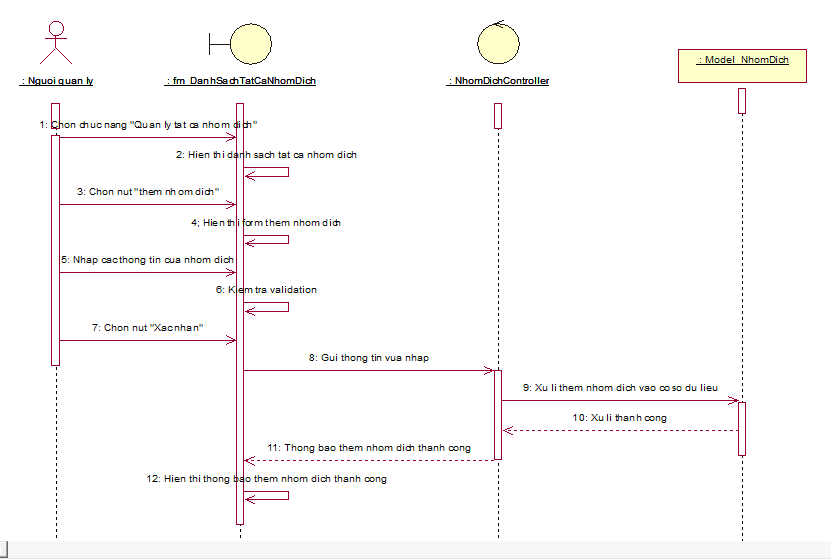 : Nguoi quan ly
: fm_DanhSachTatCaNhomDich
: NhomDichController
: Model_NhomDich
1: Chon chuc nang "Quan ly tat ca nhom dich"
2: Hien thi danh sach tat ca nhom dich
3: Chon nut "them nhom dich"
4; Hien thi form them nhom dich
5: Nhap cac thong tin cua nhom dich
6: Kiem tra validation
7: Chon nut "Xac nhan"
8: Gui thong tin vua nhap
9: Xu li them nhom dich vao co so du lieu
10: Xu li thanh cong
11: Thong bao them nhom dich thanh cong
12: Hien thi thong bao them nhom dich thanh cong